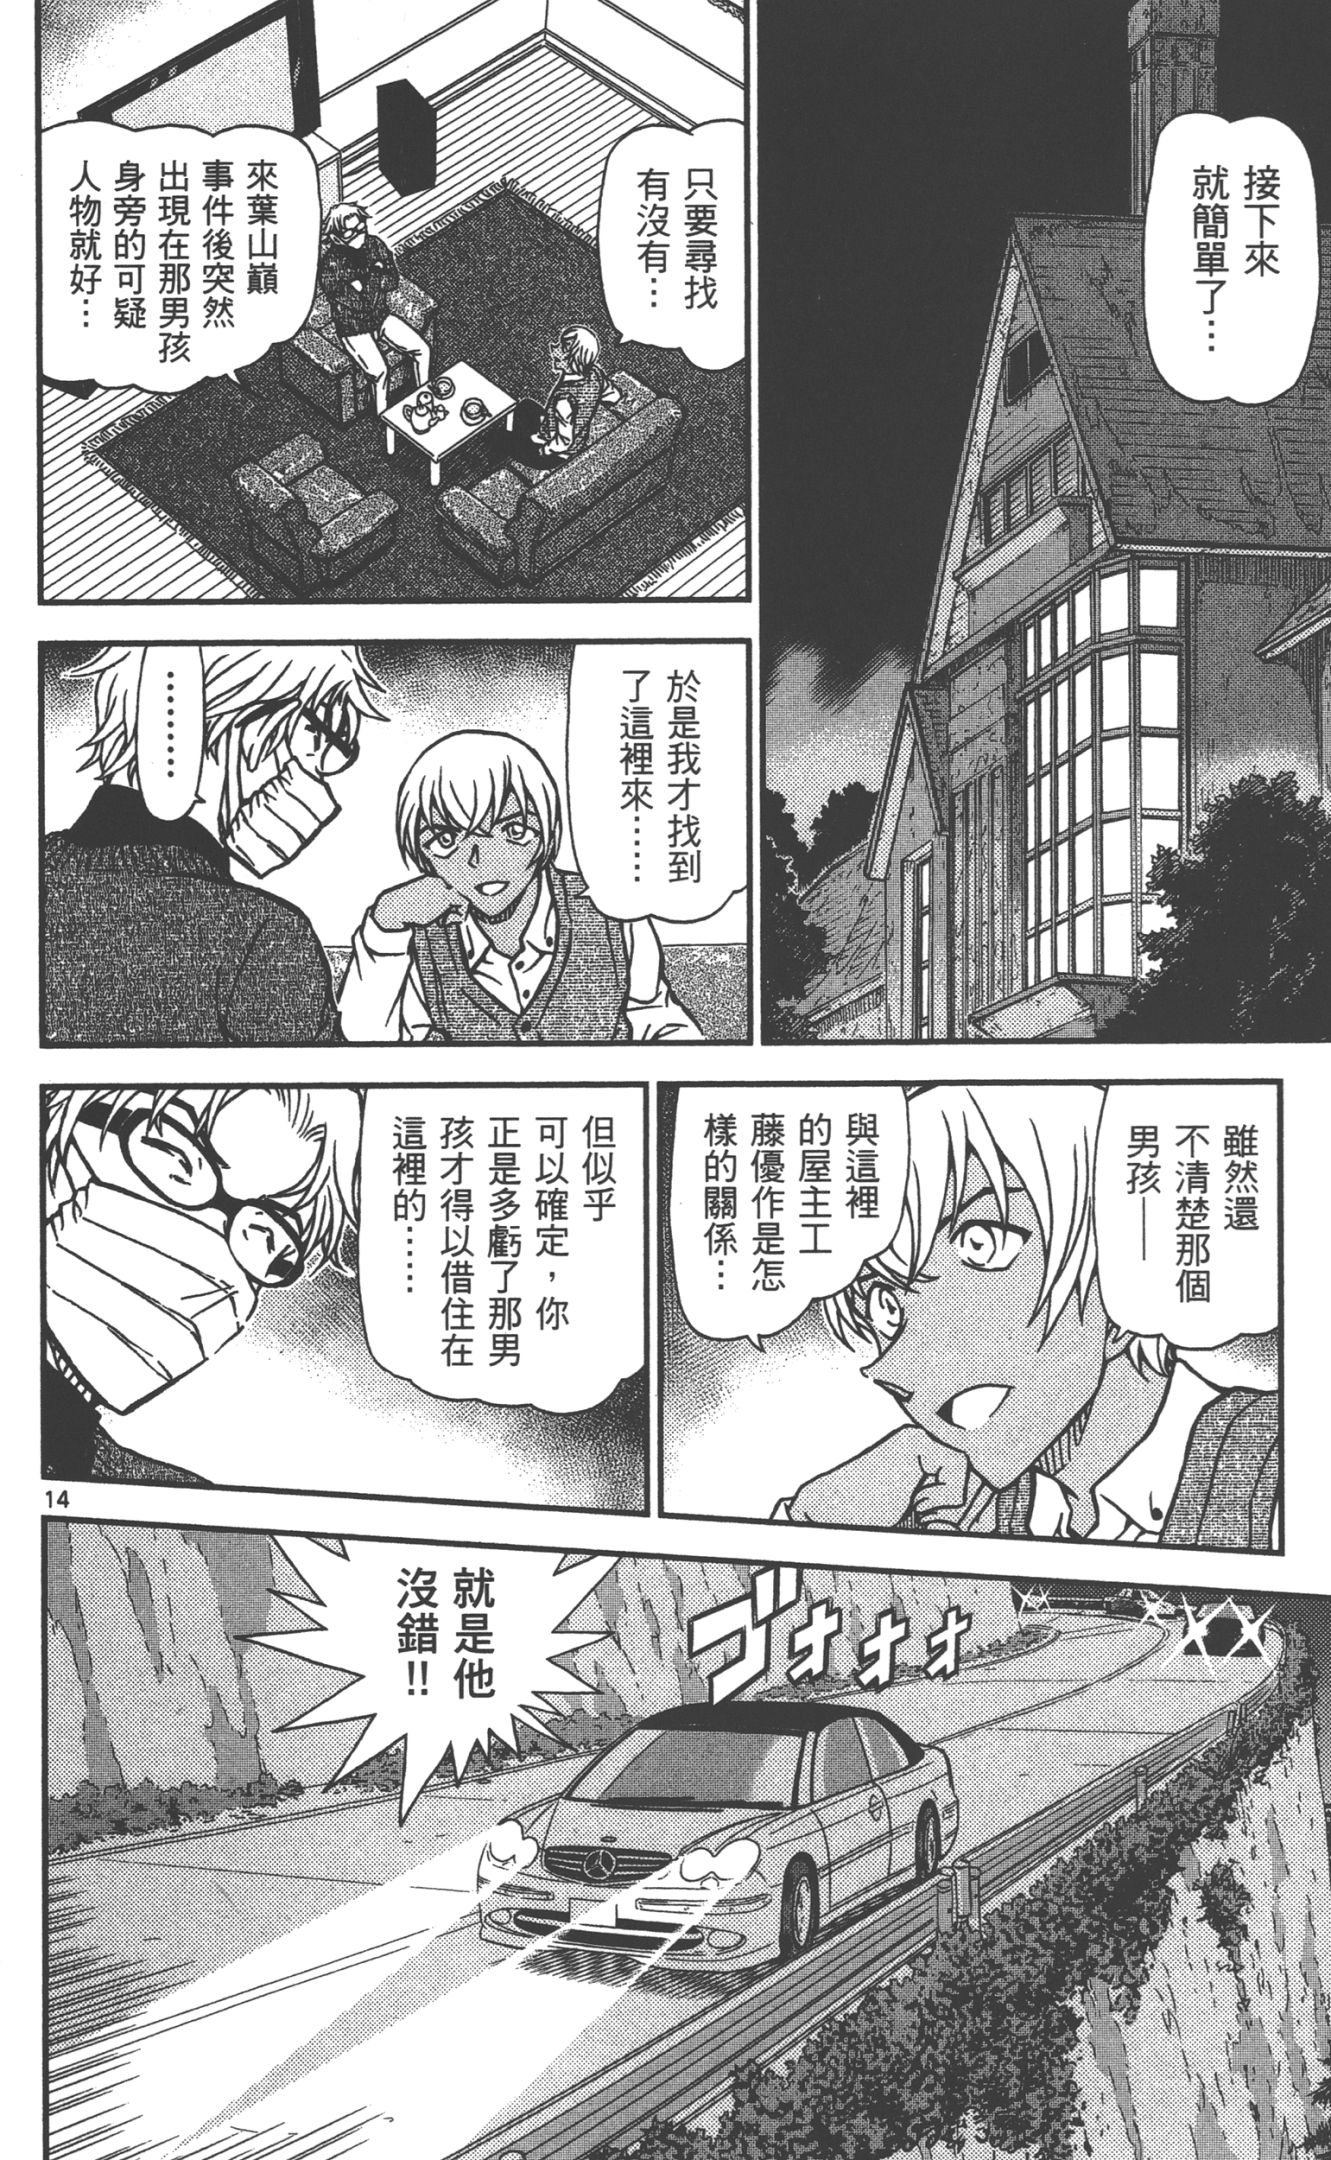 接下來
就簡單了…
只要尋找
有沒有…
來葉山巔
事件後突然
出現在那男孩
身旁的可疑
人物就好…
於是我才找到
了這裡來……
………
雖然還
不清楚那個
男孩——
與這裡
的屋主工
藤優作是怎
樣的關係…
但似乎
可以確定，你
正是多虧了那男
孩才得以借住在
這裡的……
14
就是他
沒錯!!
ゴォォォ